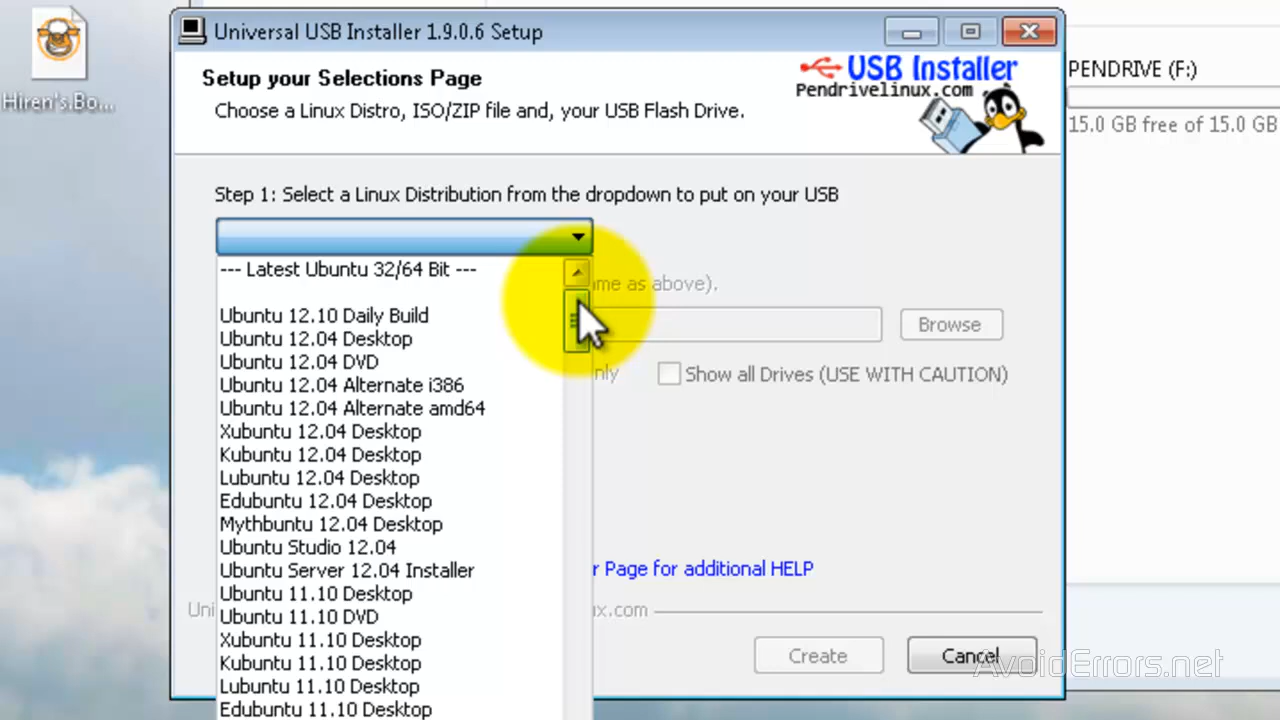 Universal USB Installer 1.9.0.6 Setup
Hiren's.Bo...
Setup your Selections Page
Choose a Linux Distro, ISO/ZIP file and, your USB Flash Drive.
USB Installer
Pendrivelinux.com
PENDRIVE (F:)
15.0 GB free of 15.0 GB
Step 1: Select a Linux Distribution from the dropdown to put on your USB
--- Latest Ubuntu 32/64 Bit ---
as above).
Ubuntu 12.10 Daily Build
Browse
Ubuntu 12.04 Desktop
Ubuntu 12.04 DVD
Show all Drives (USE WITH CAUTION)
Ubuntu 12.04 Alternate i386
Ubuntu 12.04 Alternate amd64
Xubuntu 12.04 Desktop
Kubuntu 12.04 Desktop
Lubuntu 12.04 Desktop
Edubuntu 12.04 Desktop
Mythbuntu 12.04 Desktop
Ubuntu Studio 12.04
Ubuntu Server 12.04 Installer
Page for additional HELP
Ubuntu 11.10 Desktop
Ubuntu 11.10 DVD
Xubuntu 11.10 Desktop
Kubuntu 11.10 Desktop
Lubuntu 11.10 Desktop
Edubuntu 11.10 Desktop
Create
Cancel
AvoidErrors.net